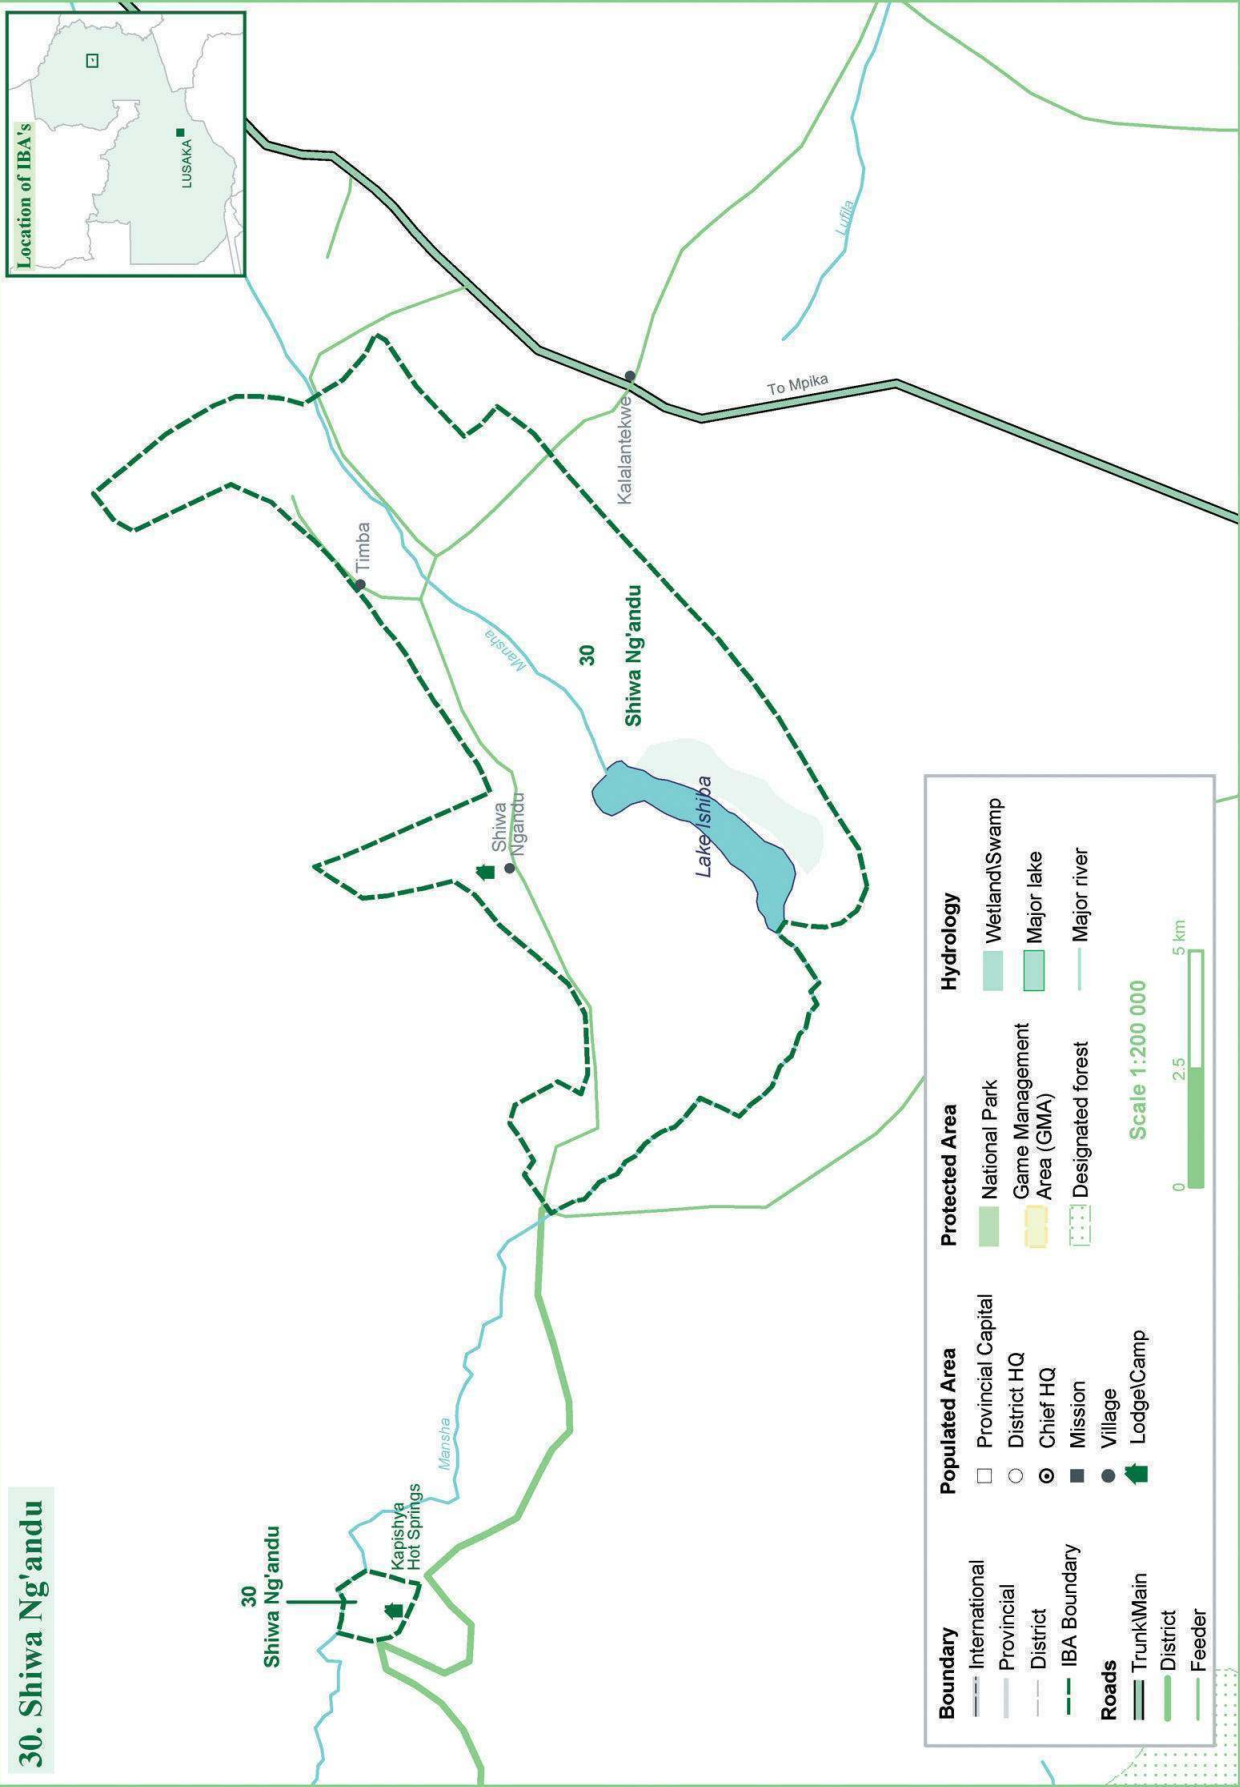 30. Shiwa Ng'andu
Location of IBA's
LUSAKA
30
Shiwa Ng'andu
Kapishya
Hot Springs
Mansha
Shiwa
Ngandu
Timba
Mansha
30
Shiwa Ng'andu
Lake Ishiba
Kalalantekwe
To Mpika
Lufila
Boundary
International
Provincial
District
IBA Boundary
Roads
Trunk\Main
District
Feeder
Populated Area
Provincial Capital
District HQ
Chief HQ
Mission
Village
Lodge\Camp
Protected Area
National Park
Game Management
Area (GMA)
Designated forest
Hydrology
Wetland\Swamp
Major lake
Major river
Scale 1:200 000
0 2.5 5 km